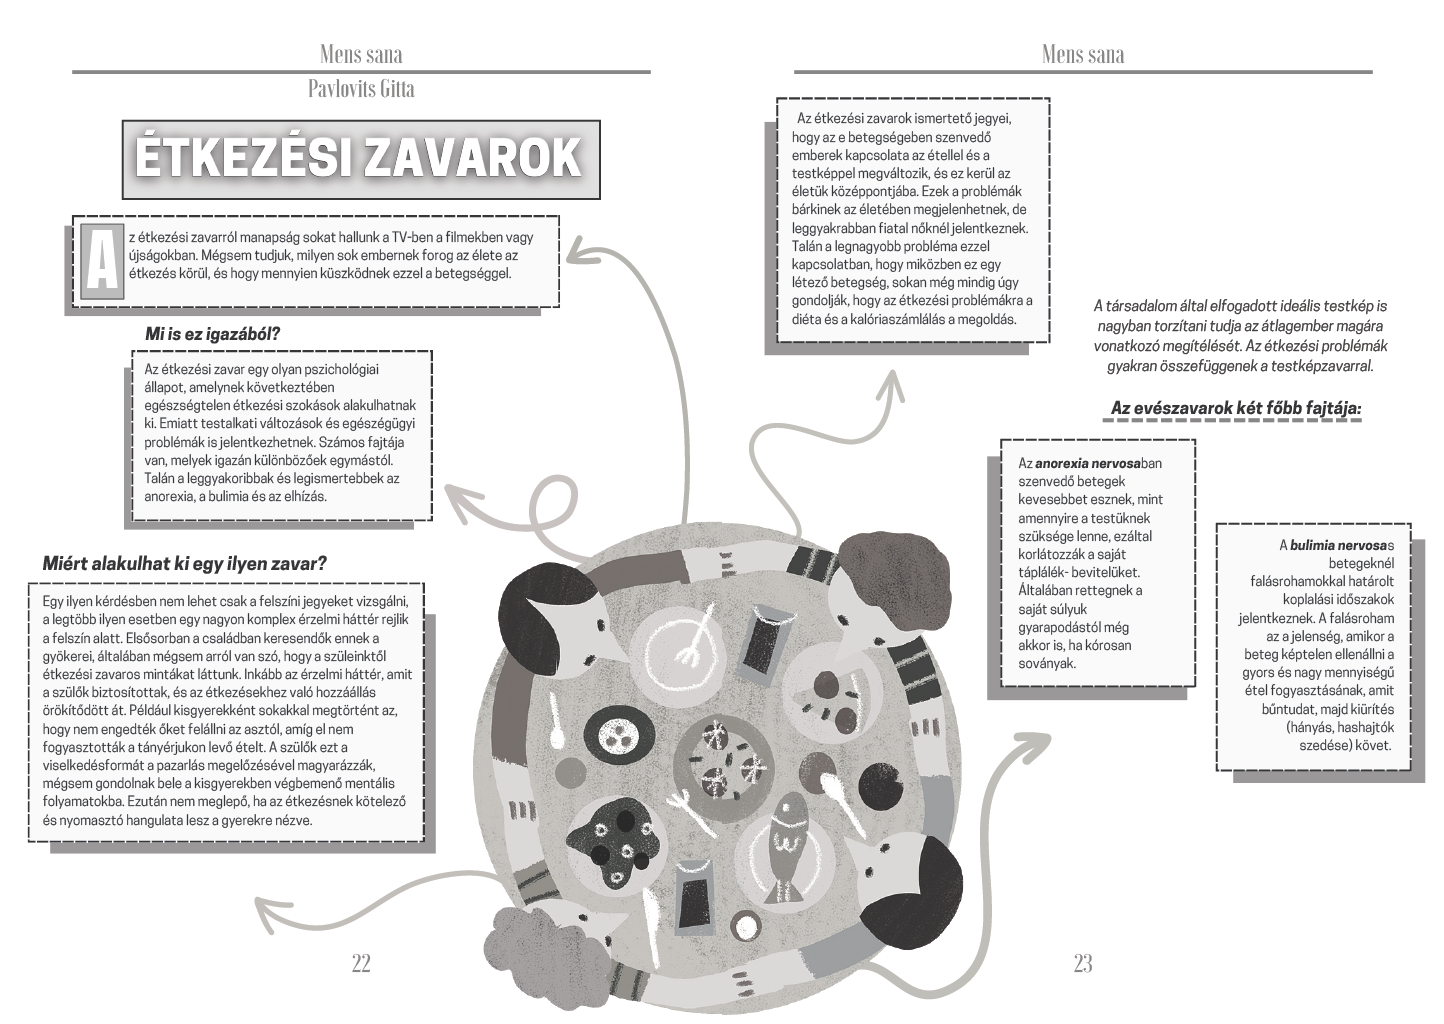 Mens sana
Pavlovits Gitta
ÉTKEZÉSI ZAVAROK
Az étkezési zavarról manapság sokat hallunk a TV-ben a filmekben vagy
újságokban. Mégsem tudjuk, milyen sok embernek forog az élete az
étkezés körül, és hogy mennyien küszködnek ezzel a betegséggel.
Mi is ez igazából?
Az étkezési zavar egy olyan pszichológiai
állapot, amelynek következtében
egészségtelen étkezési szokások alakulhatnak
ki. Emiatt testalkati változások és egészégügyi
problémák is jelentkezhetnek. Számos fajtája
van, melyek igazán különbözőek egymástól.
Talán a leggyakoribbak és legismertebbek az
anorexia, a bulimia és az elhízás.
Miért alakulhat ki egy ilyen zavar?
Egy ilyen kérdésben nem lehet csak a felszíni jegyeket vizsgálni,
a legtöbb ilyen esetben egy nagyon komplex érzelmi háttér rejlik
a felszín alatt. Elsősorban a családban keresendők ennek a
gyökerei, általában mégsem arról van szó, hogy a szüleinktől
étkezési zavaros mintákat láttunk. Inkább az érzelmi háttér, amit
a szülők biztosítottak, és az étkezésekhez való hozzáállás
örökítődött át. Például kisgyerekként sokakkal megtörtént az,
hogy nem engedték őket felállni az asztól, amíg el nem
fogyasztották a tányérjukon levő ételt. A szülők ezt a
viselkedésformát a pazarlás megelőzésével magyarázzák,
mégsem gondolnak bele a kisgyerekben végbemenő mentális
folyamatokba. Ezután nem meglepő, ha az étkezésnek kötelező
és nyomasztó hangulata lesz a gyerekre nézve.
22
Mens sana
Az étkezési zavarok ismertető jegyei,
hogy az e betegségeben szenvedő
emberek kapcsolata az étellel és a
testképpel megváltozik, és ez kerül az
életük középpontjába. Ezek a problémák
bárkinek az életében megjelenhetnek, de
leggyakrabban fiatal nőknél jelentkeznek.
Talán a legnagyobb probléma ezzel
kapcsolatban, hogy miközben ez egy
létező betegség, sokan még mindig úgy
gondolják, hogy az étkezési problémákra a
diéta és a kalóriaszámlálás a megoldás.
A társadalom által elfogadott ideális testkép is
nagyban torzítani tudja az átlagember magára
vonatkozó megítélését. Az étkezési problémák
gyakran összefüggenek a testképzavarral.
Az evészavarok két főbb fajtája:
Az anorexia nervosaban
szenvedő betegek
kevesebbet esznek, mint
amennyire a testüknek
szüksége lenne, ezáltal
korlátozzák a saját
táplálék- bevitelüket.
Általában rettegnek a
saját súlyuk
gyarapodástól még
akkor is, ha kórosan
soványak.
A bulimia nervosas
betegeknél
falásrohamokkal határolt
koplalási időszakok
jelentkeznek. A falásroham
az a jelenség, amikor a
beteg képtelen ellenállni a
gyors és nagy mennyiségű
étel fogyasztásának, amit
bűntudat, majd kiürítés
(hányás, hashajtók
szedése) követ.
23